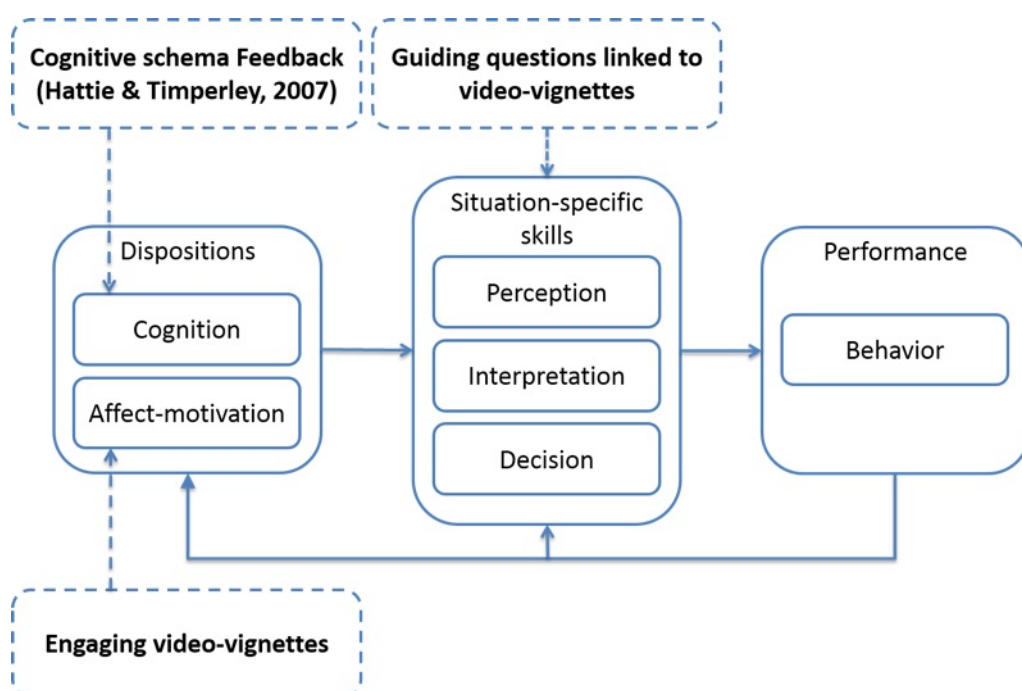 Cognitive schema Feedback
(Hattie & Timperley, 2007)
Guiding questions linked to
video-vignettes
Dispositions
Cognition
Affect-motivation
Situation-specific
skills
Perception
Interpretation
Decision
Performance
Behavior
Engaging video-vignettes